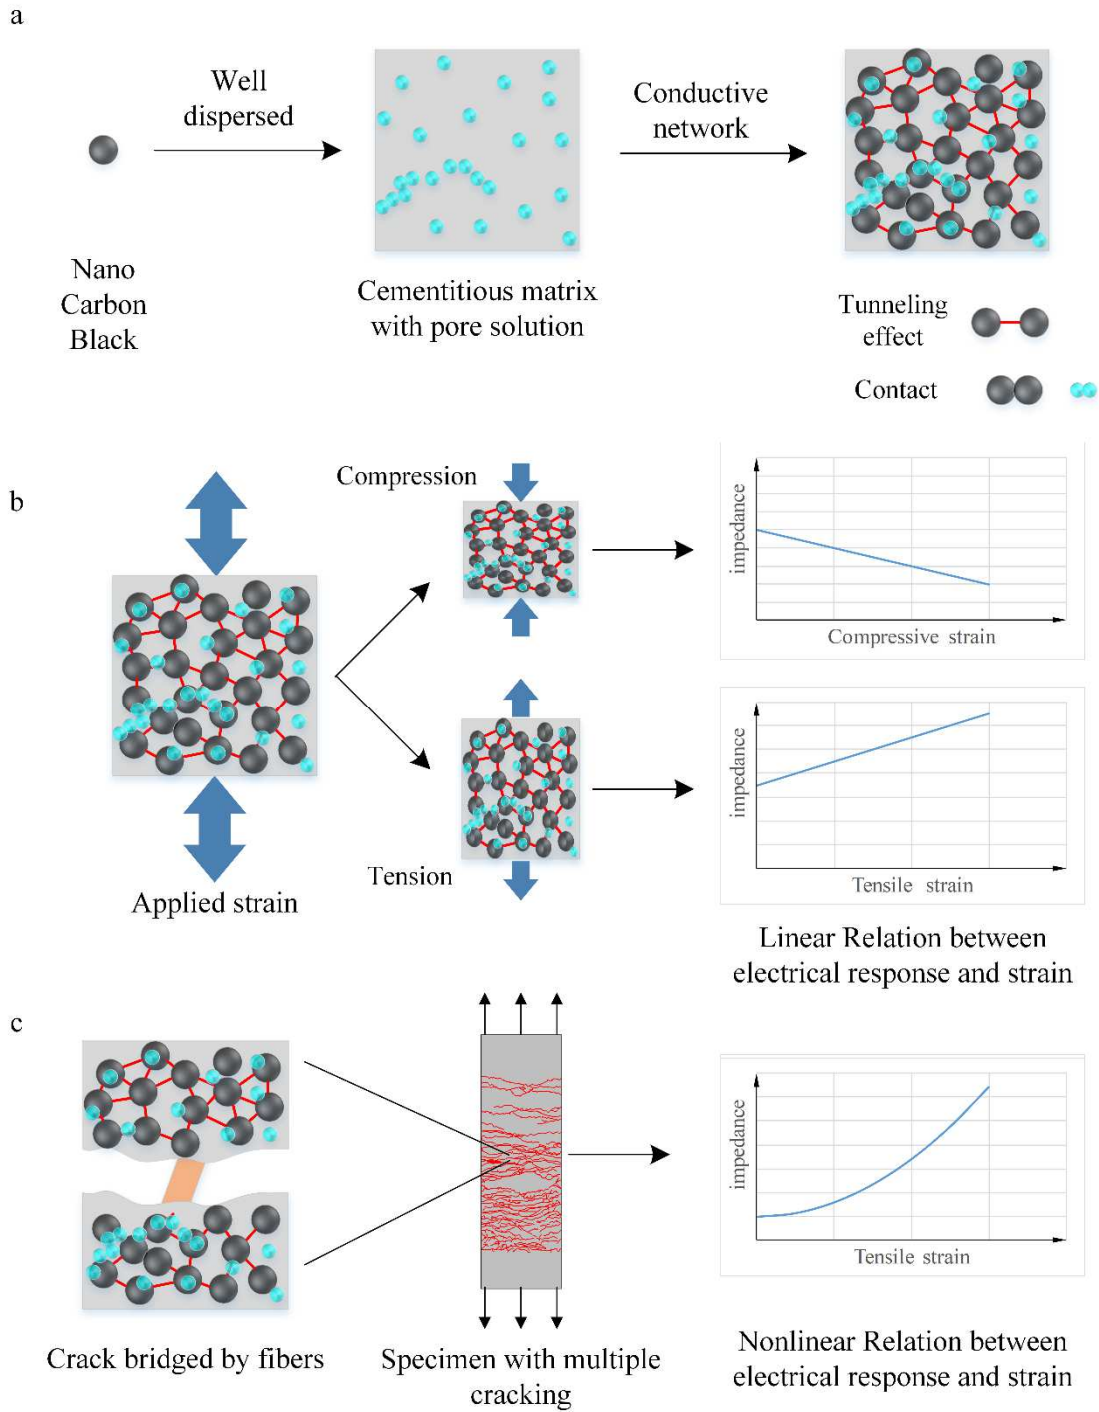 a
Well
dispersed
Conductive
network
Nano
Carbon
Black
Cementitious matrix
with pore solution
Tunneling
effect
Contact
b
Compression
impedance
Compressive strain
Tension
impedance
Tensile strain
Applied strain
Linear Relation between
electrical response and strain
c
impedance
Tensile strain
Crack bridged by fibers
Specimen with multiple
cracking
Nonlinear Relation between
electrical response and strain